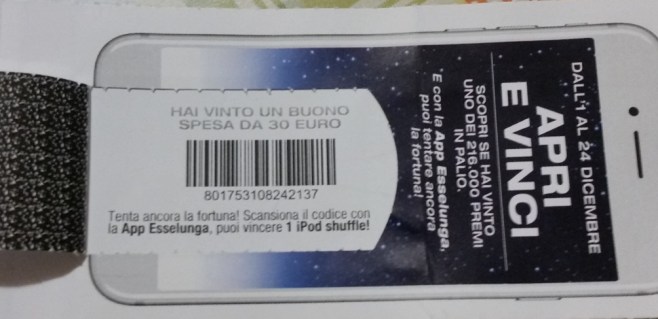 HAI VINTO UN BUONO
SPESA DA 30 EURO
801753108242137
Tenta ancora la fortuna! Scansiona il codice con
la App Esselunga, puoi vincere 1 iPod shuffle!
DALL'1 AL 24 DICEMBRE
APRI
E VINCI
SCOPRI SE HAI VINTO
UNO DEI 216.000 PREMI
IN PALIO.
E con la App Esselunga,
puoi tentare ancora
la fortuna!